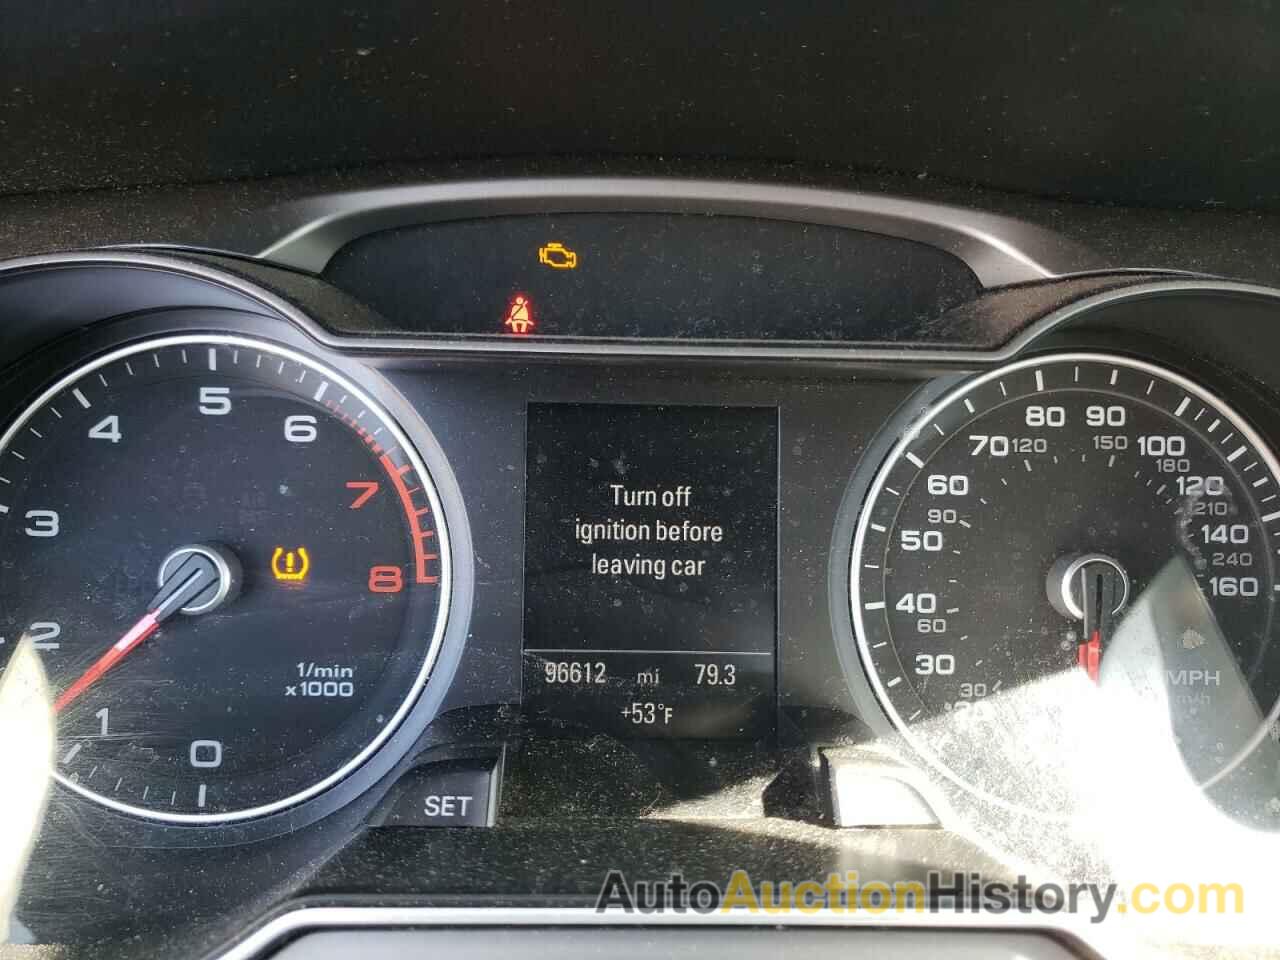 5
4
6
3
7
8
2
1
0
1/min
x1000
SET
Turn off
ignition before
leaving car
96612 mi 79.3
+53°F
80 90
70 120 150 100
180
60 120
90 210
50 140
240
40 160
60
30
30
20
MPH
km/h
AutoAuctionHistory.com